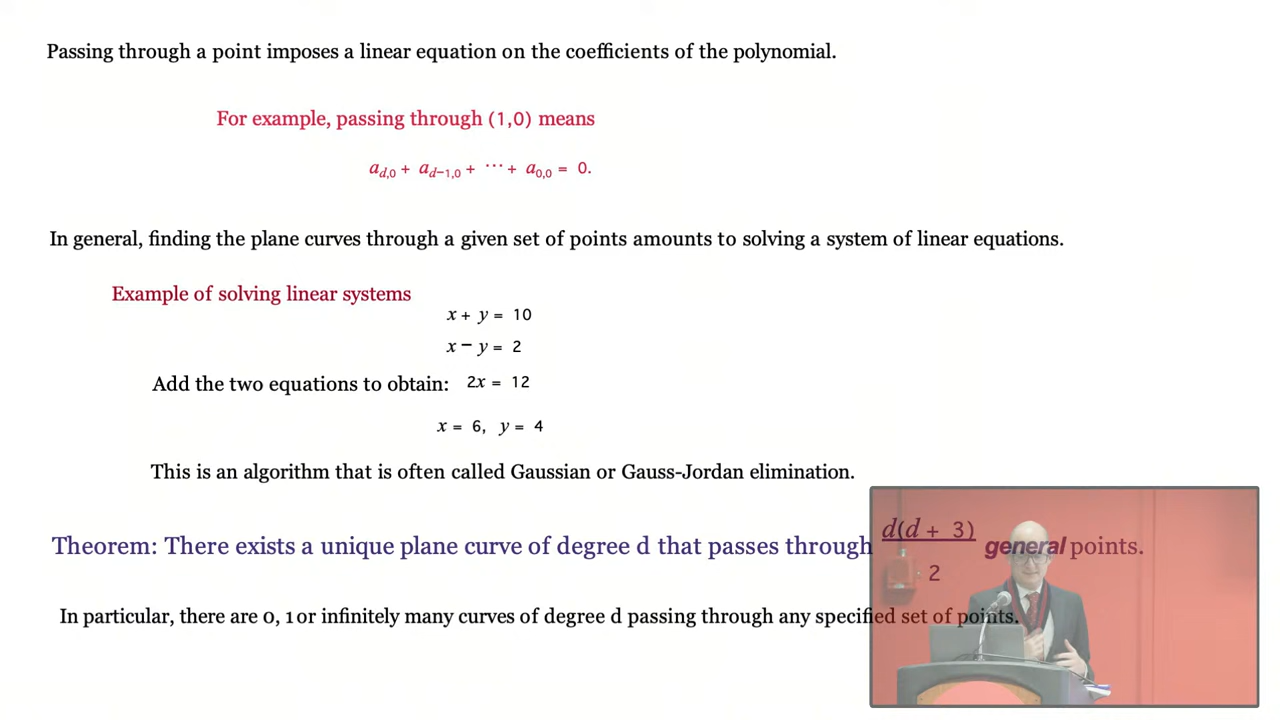 Passing through a point imposes a linear equation on the coefficients of the polynomial.
For example, passing through (1,0) means
a_{d,0} + a_{d−1,0} + ⋯ + a_{0,0} = 0.
In general, finding the plane curves through a given set of points amounts to solving a system of linear equations.
Example of solving linear systems
x + y = 10
x − y = 2
Add the two equations to obtain: 2x = 12
x = 6, y = 4
This is an algorithm that is often called Gaussian or Gauss-Jordan elimination.
Theorem: There exists a unique plane curve of degree d that passes through d(d + 3)/2 general points.
In particular, there are 0, 1 or infinitely many curves of degree d passing through any specified set of points.